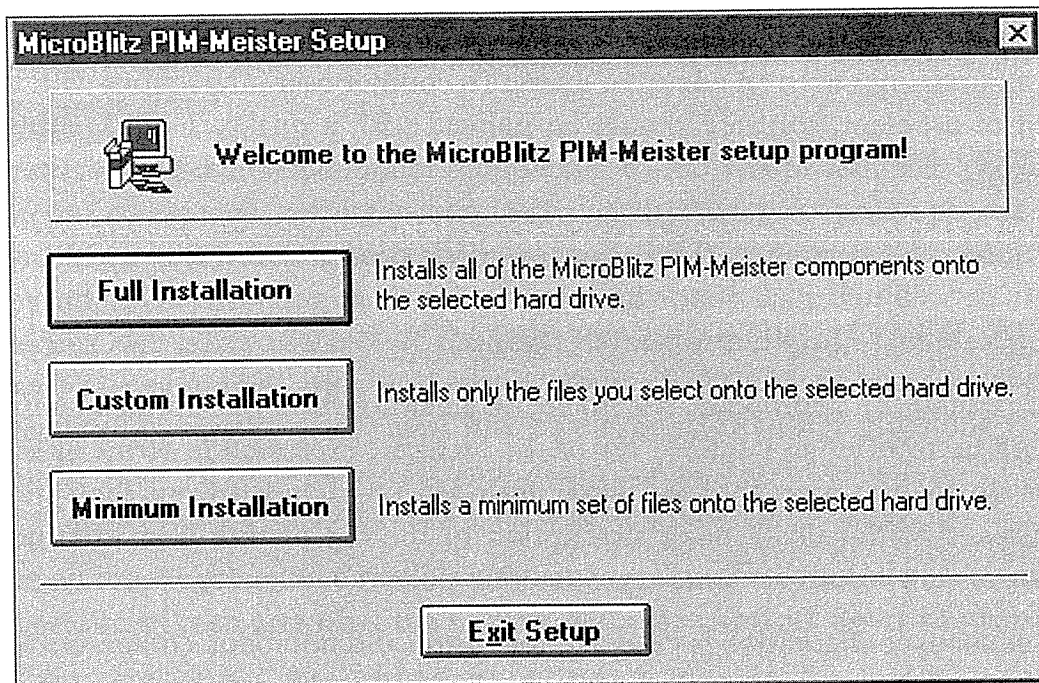 MicroBlitz PIM-Meister Setup
Welcome to the MicroBlitz PIM-Meister setup program!
Full Installation
Installs all of the MicroBlitz PIM-Meister components onto
the selected hard drive.
Custom Installation
Installs only the files you select onto the selected hard drive.
Minimum Installation
Installs a minimum set of files onto the selected hard drive.
Exit Setup